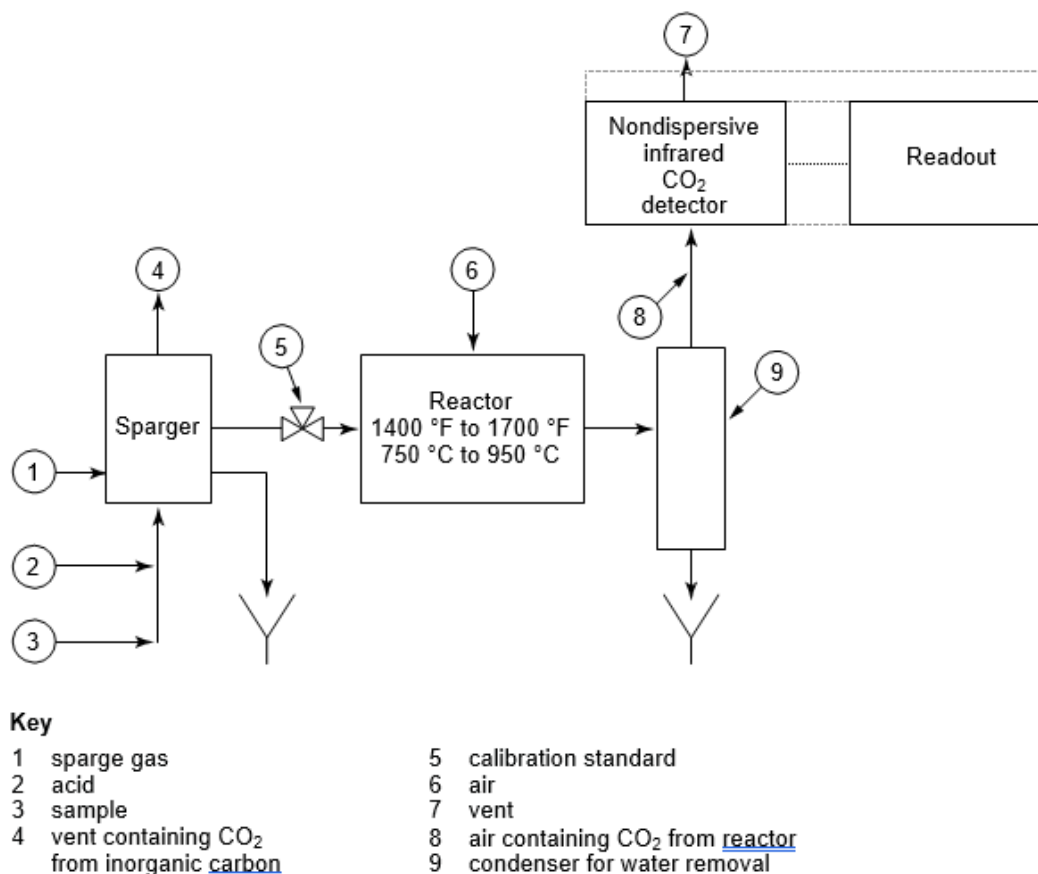 7
Nondispersive
infrared
CO₂
detector
Readout
4
6
8
5
9
Sparger
Reactor
1400 °F to 1700 °F
750 °C to 950 °C
1
2
3
Key
1 sparge gas
2 acid
3 sample
4 vent containing CO₂
from inorganic carbon
5 calibration standard
6 air
7 vent
8 air containing CO₂ from reactor
9 condenser for water removal